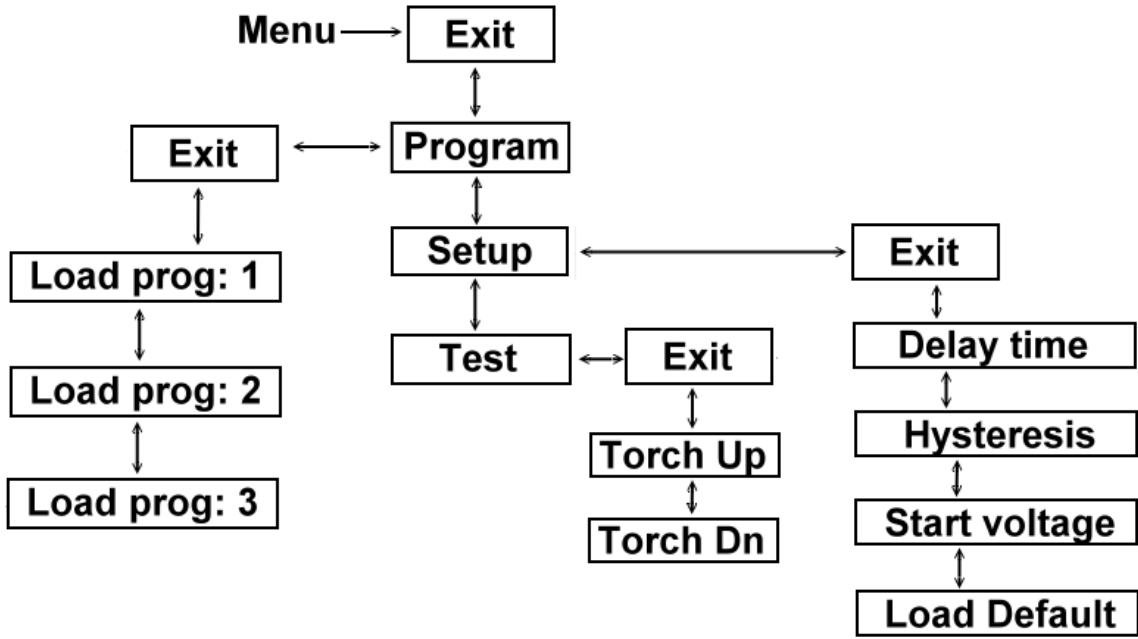 Menu
Exit
Program
Exit
Setup
Exit
Load prog: 1
Test
Exit
Delay time
Load prog: 2
Hysteresis
Torch Up
Load prog: 3
Start voltage
Torch Dn
Load Default